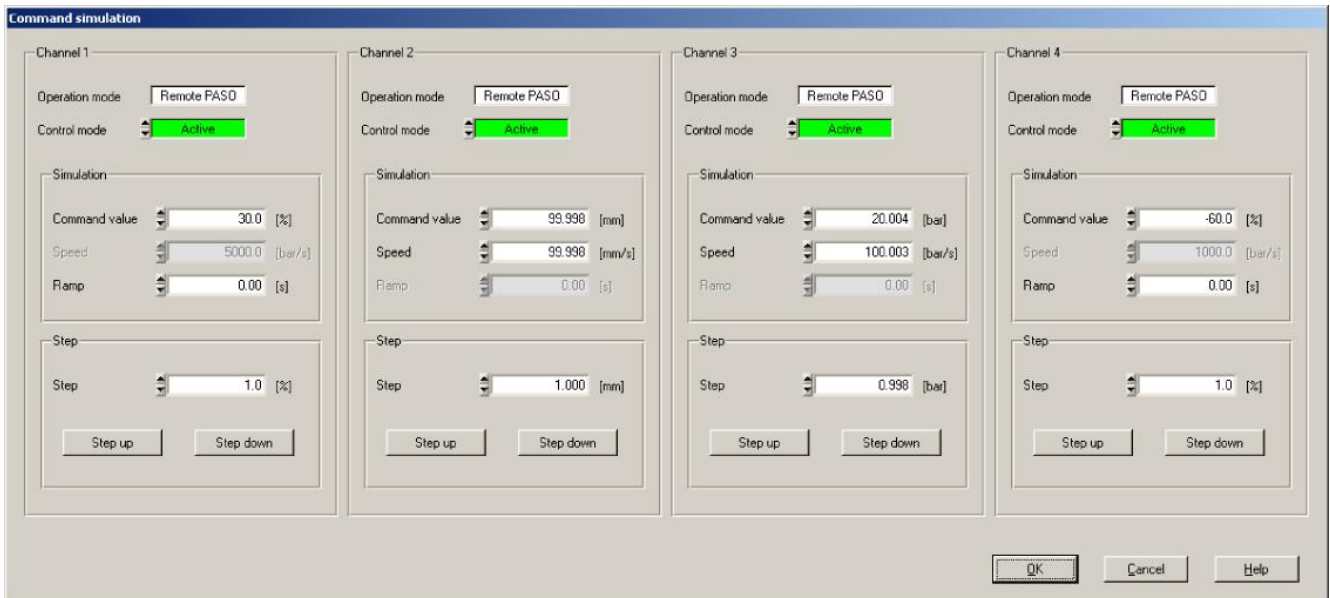 Command simulation
Channel 1
Operation mode Remote PASO
Control mode Active
Simulation
Command value 30.0 [%]
Speed 5000.0 [bar/s]
Ramp 0.00 [s]
Step
Step 1.0 [%]
Step up Step down
Channel 2
Operation mode Remote PASO
Control mode Active
Simulation
Command value 99.998 [mm]
Speed 99.998 [mm/s]
Ramp 0.00 [s]
Step
Step 1.000 [mm]
Step up Step down
Channel 3
Operation mode Remote PASO
Control mode Active
Simulation
Command value 20.004 [bar]
Speed 100.003 [bar/s]
Ramp 0.00 [s]
Step
Step 0.998 [bar]
Step up Step down
Channel 4
Operation mode Remote PASO
Control mode Active
Simulation
Command value -60.0 [%]
Speed 1000.0 [bar/s]
Ramp 0.00 [s]
Step
Step 1.0 [%]
Step up Step down
OK Cancel Help